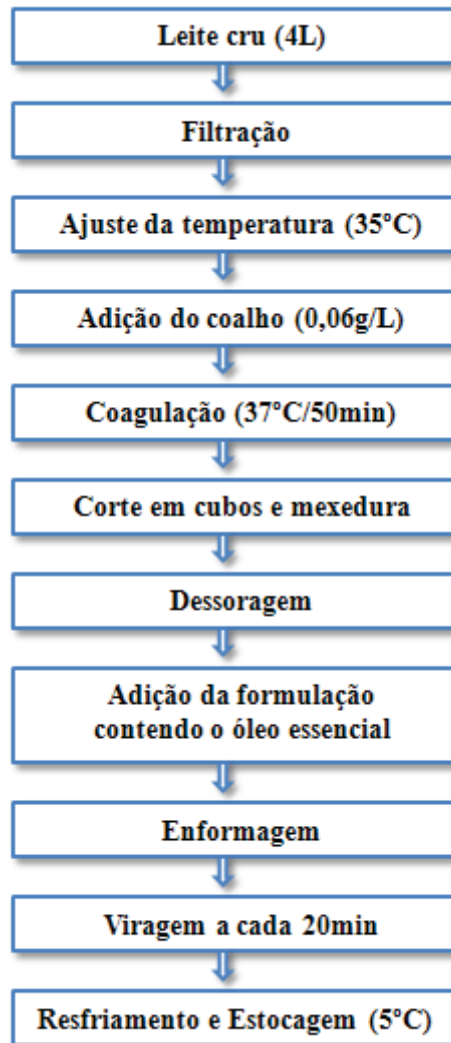 Leite cru (4L)
Filtração
Ajuste da temperatura (35°C)
Adição do coalho (0,06g/L)
Coagulação (37°C/50min)
Corte em cubos e mexedura
Dessoragem
Adição da formulação
contendo o óleo essencial
Enformagem
Viragem a cada 20min
Resfriamento e Estocagem (5°C)